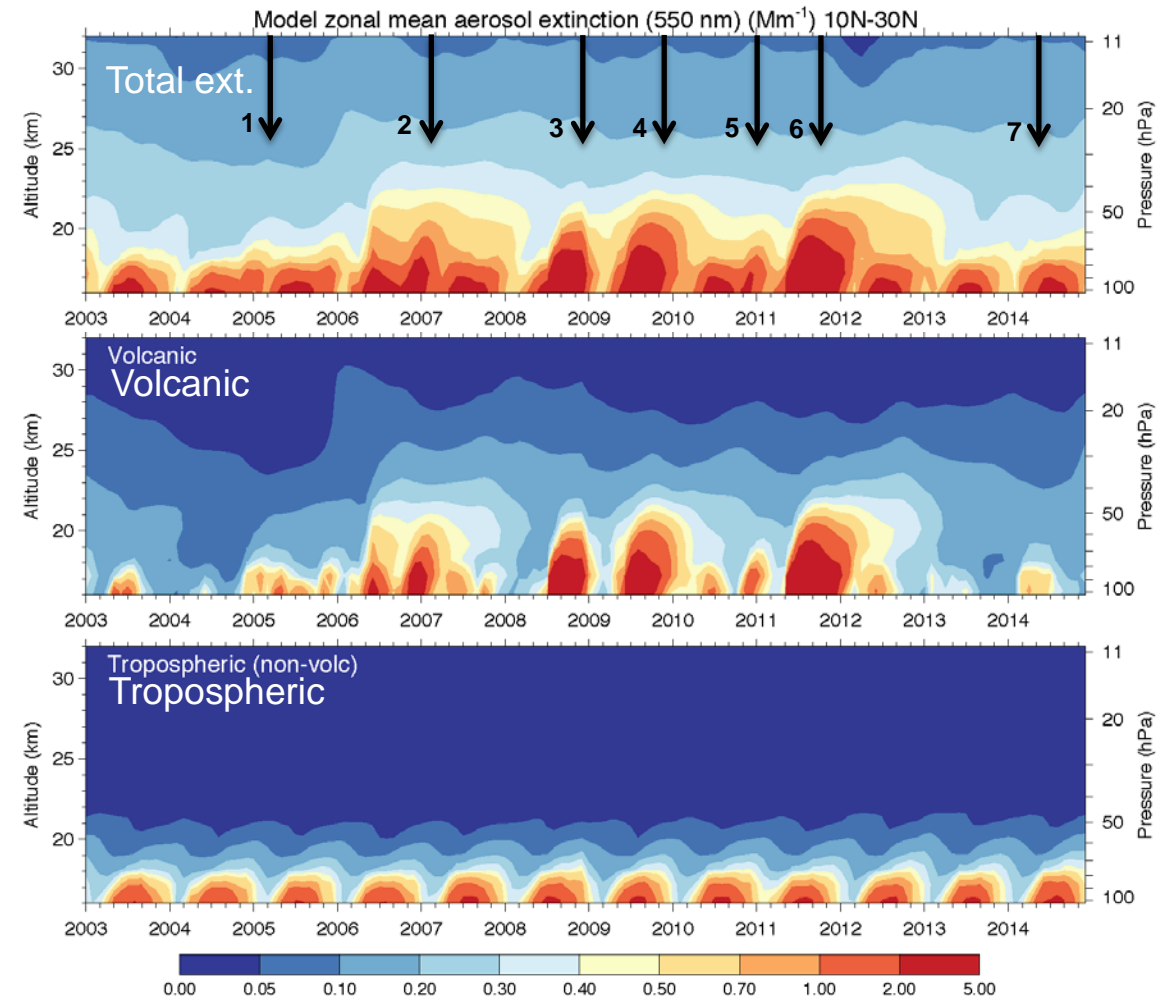 Model zonal mean aerosol extinction (550 nm) (Mm⁻¹) 10N-30N
Total ext.
1 2 3 4 5 6 7
30
25
20
Altitude (km)
11
20
50
100
Pressure (hPa)
2003 2004 2005 2006 2007 2008 2009 2010 2011 2012 2013 2014
Volcanic
Volcanic
30
25
20
Altitude (km)
11
20
50
100
Pressure (hPa)
2003 2004 2005 2006 2007 2008 2009 2010 2011 2012 2013 2014
Tropospheric (non-volc)
Tropospheric
30
25
20
Altitude (km)
11
20
50
100
Pressure (hPa)
2003 2004 2005 2006 2007 2008 2009 2010 2011 2012 2013 2014
0.00 0.05 0.10 0.20 0.30 0.40 0.50 0.70 1.00 2.00 5.00